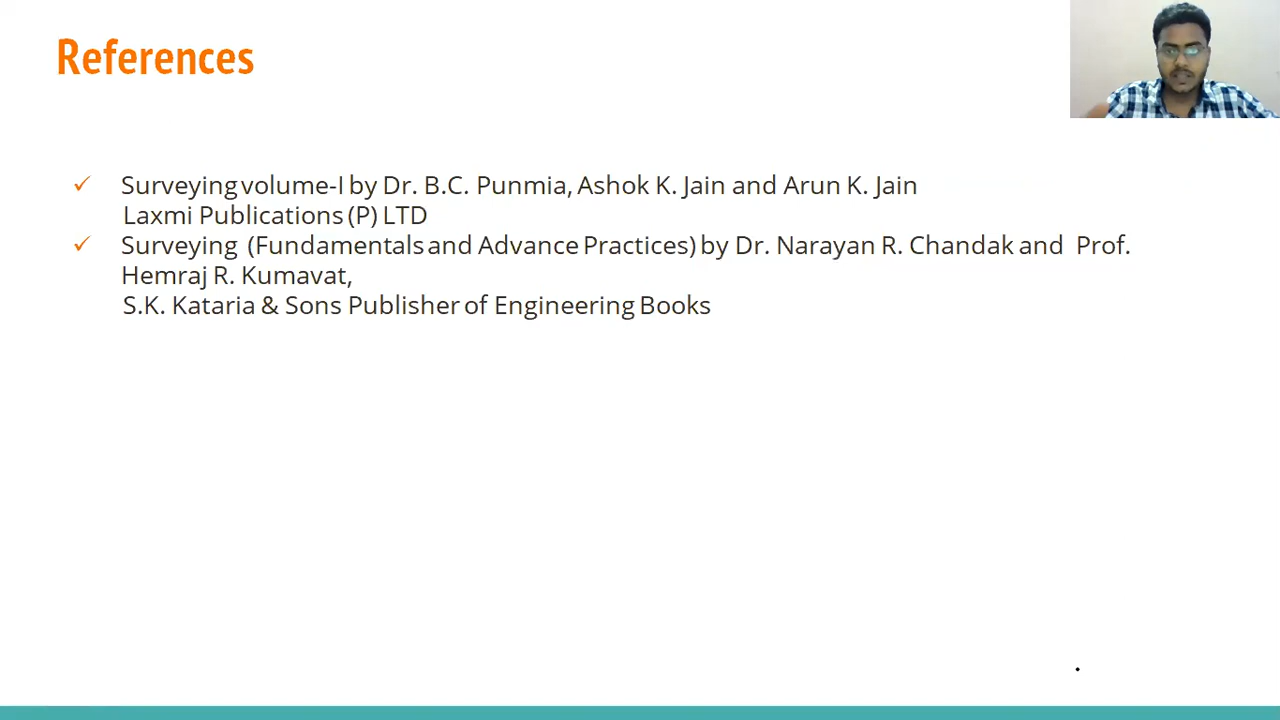 References
Surveying volume-I by Dr. B.C. Punmia, Ashok K. Jain and Arun K. Jain
Laxmi Publications (P) LTD
Surveying (Fundamentals and Advance Practices) by Dr. Narayan R. Chandak and Prof.
Hemraj R. Kumavat,
S.K. Kataria & Sons Publisher of Engineering Books